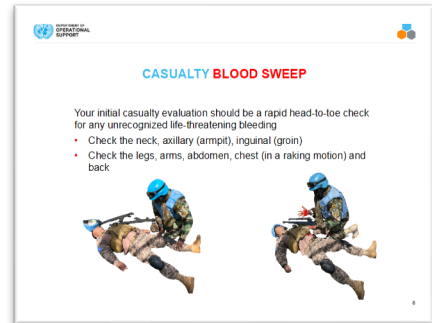 DEPARTMENT OF
OPERATIONAL
SUPPORT
CASUALTY BLOOD SWEEP
Your initial casualty evaluation should be a rapid head-to-toe check
for any unrecognized life-threatening bleeding
• Check the neck, axillary (armpit), inguinal (groin)
• Check the legs, arms, abdomen, chest (in a raking motion) and
back
8